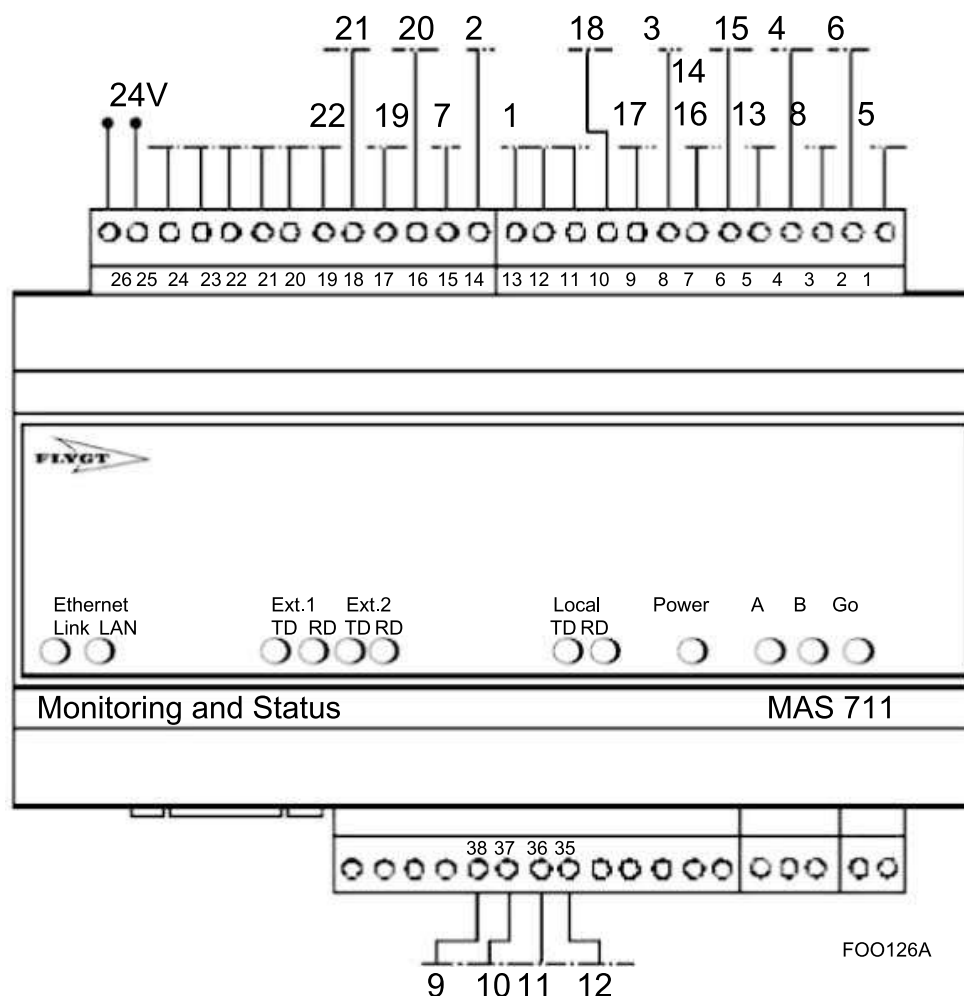 21 20 2 18 3 15 4 6
14
24V 22 19 7 1 17 16 13 8 5
26 25 24 23 22 21 20 19 18 17 16 15 14 13 12 11 10 9 8 7 6 5 4 3 2 1
FLYGT
Ethernet Ext.1 Ext.2 Local Power A B Go
Link LAN TD RD TD RD TD RD
Monitoring and Status MAS 711
38 37 36 35
FOO126A
9 10 11 12